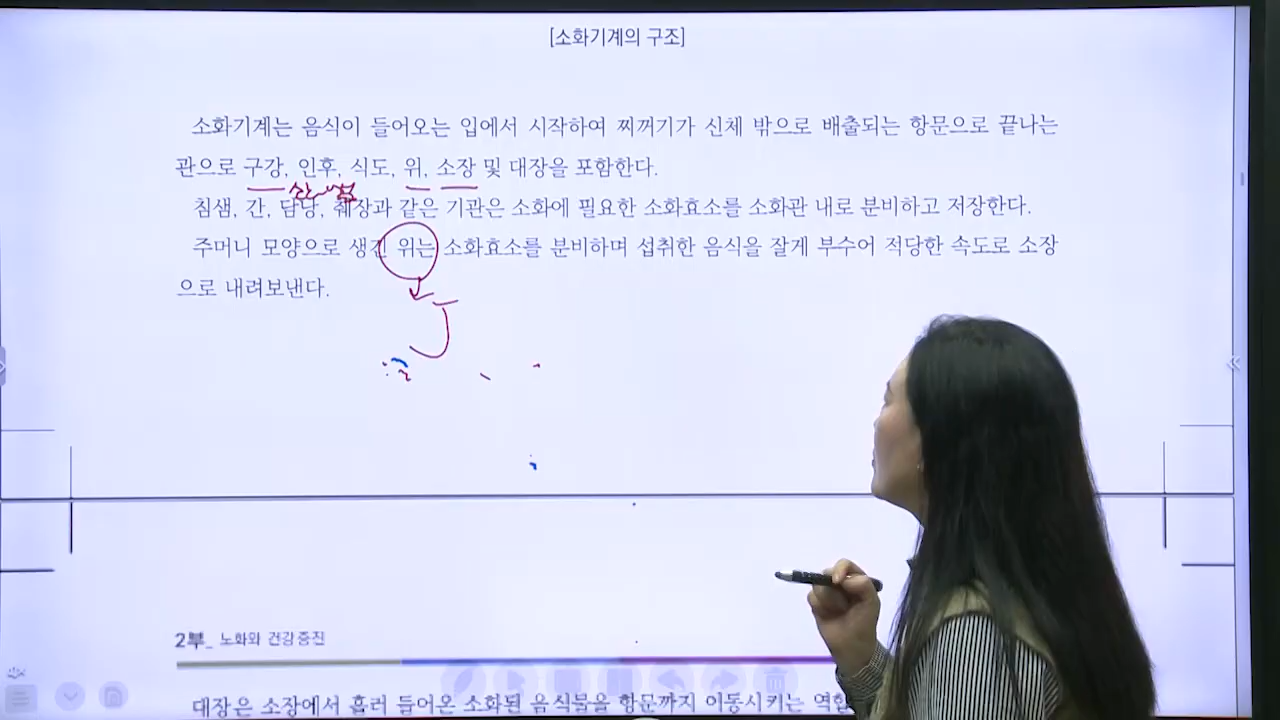 [소화기계의 구조]
소화기계는 음식이 들어오는 입에서 시작하여 찌꺼기가 신체 밖으로 배출되는 항문으로 끝나는
관으로 구강, 인후, 식도, 위, 소장 및 대장을 포함한다.
침샘, 간, 담낭, 췌장과 같은 기관은 소화에 필요한 소화효소를 소화관 내로 분비하고 저장한다.
주머니 모양으로 생긴 위는 소화효소를 분비하며 섭취한 음식을 잘게 부수어 적당한 속도로 소장
으로 내려보낸다.
J
2부_ 노화와 건강증진
대장은 소장에서 흘러 들어온 소화된 음식물을 항문까지 이동시키는